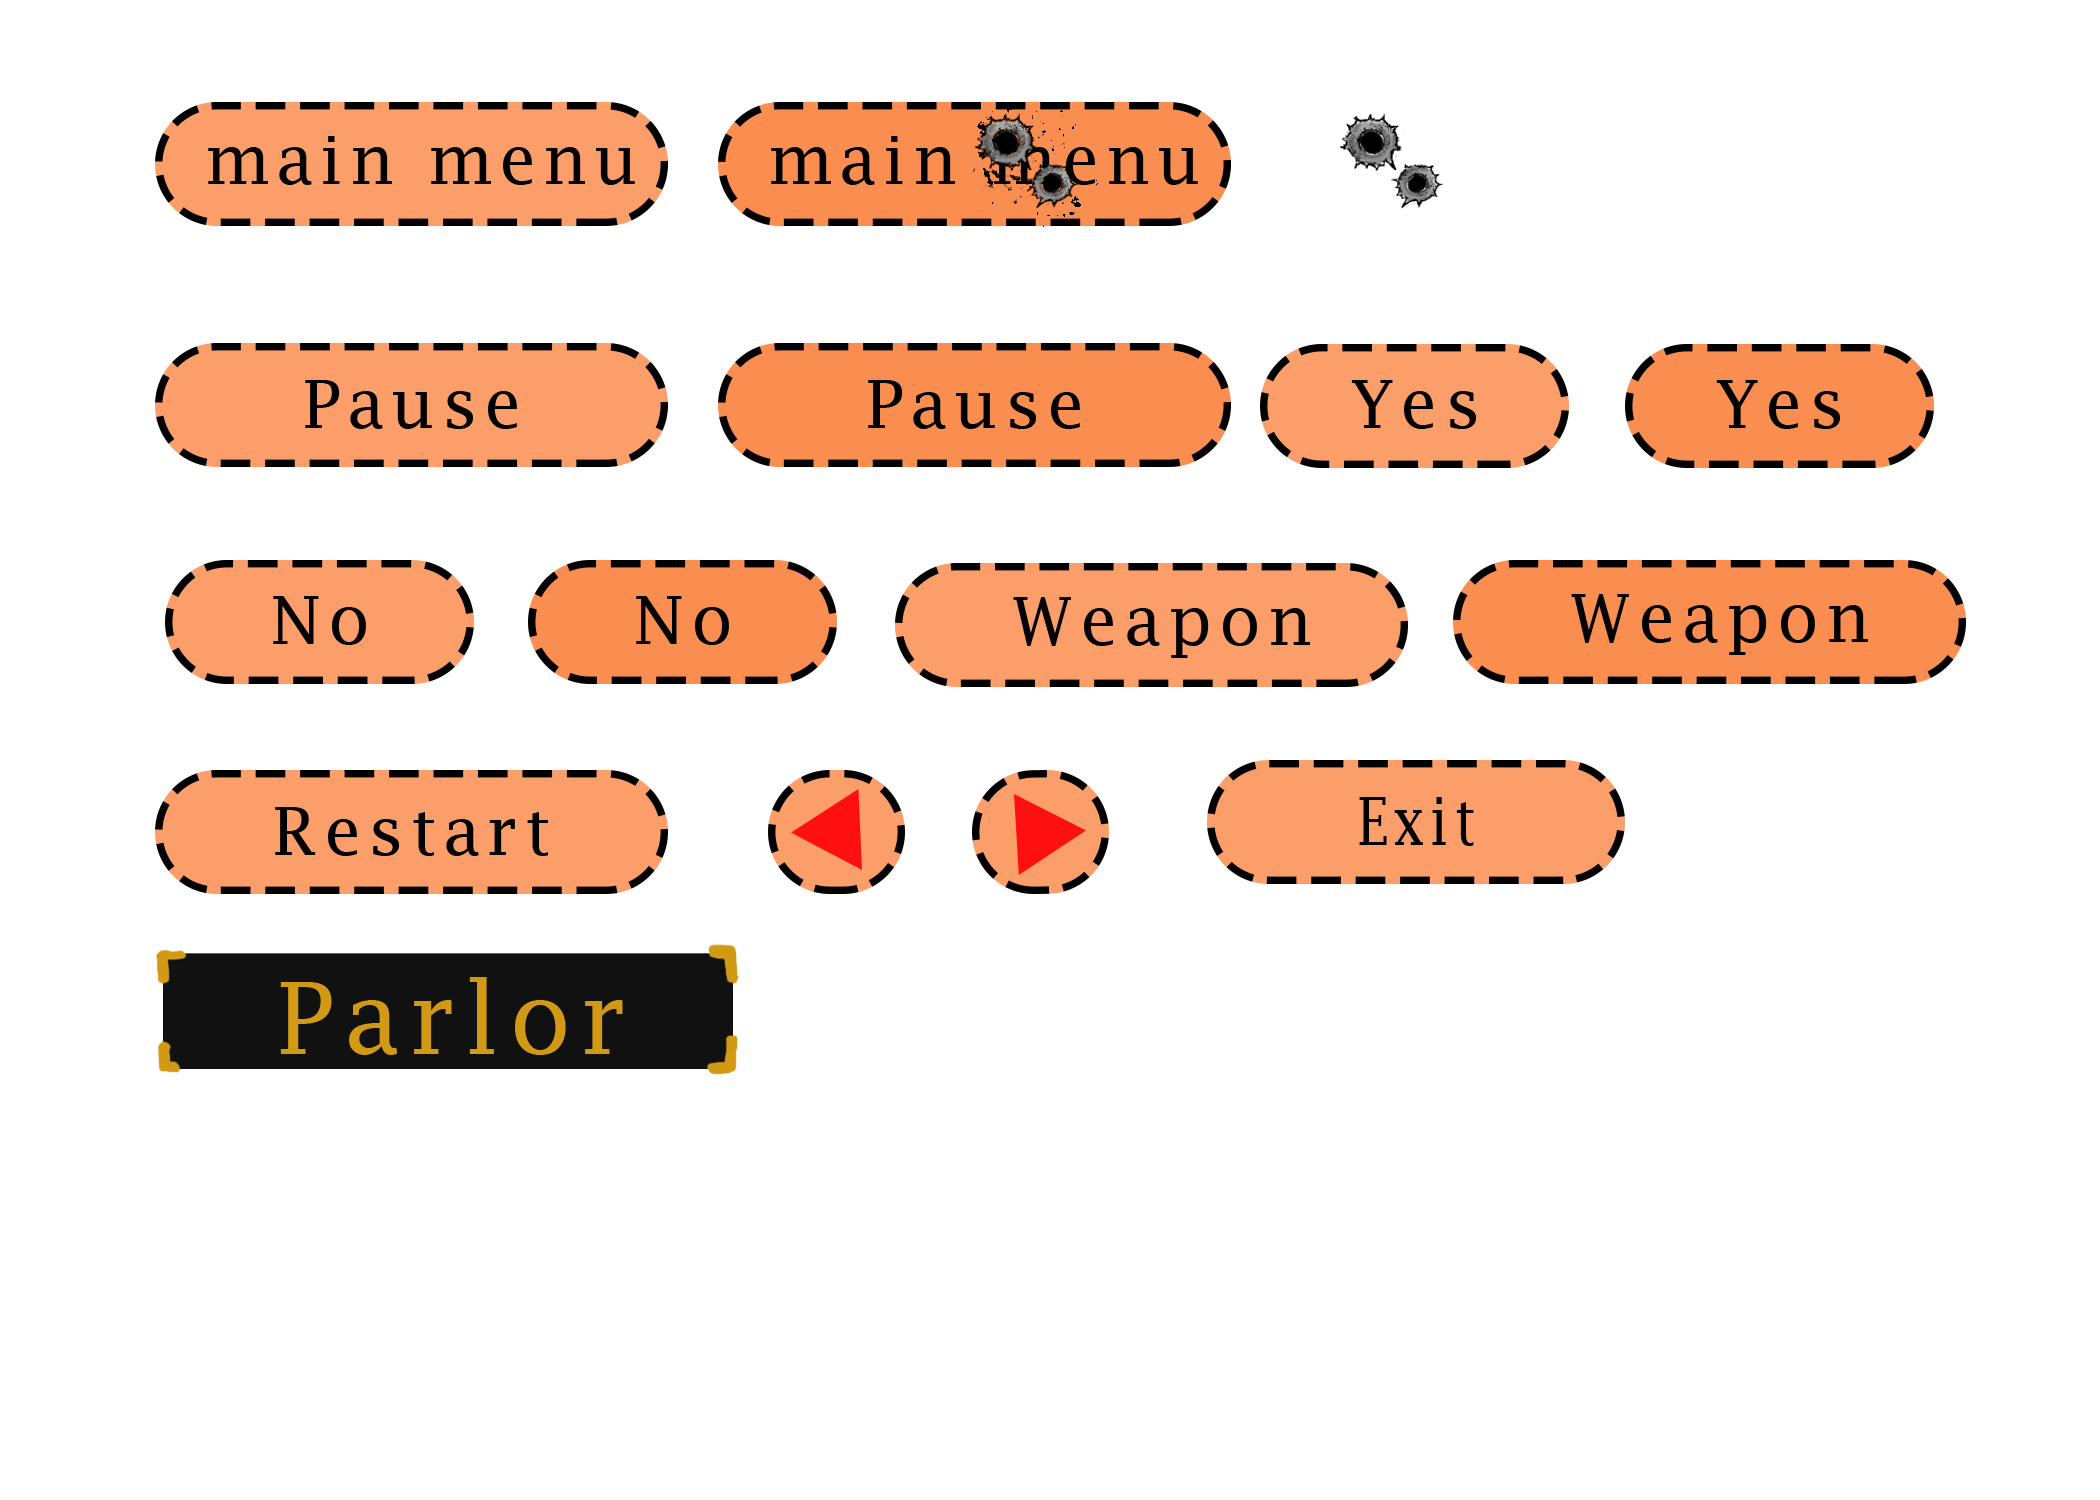 main menu main menu
Pause Pause Yes Yes
No No Weapon Weapon
Restart Exit
Parlor